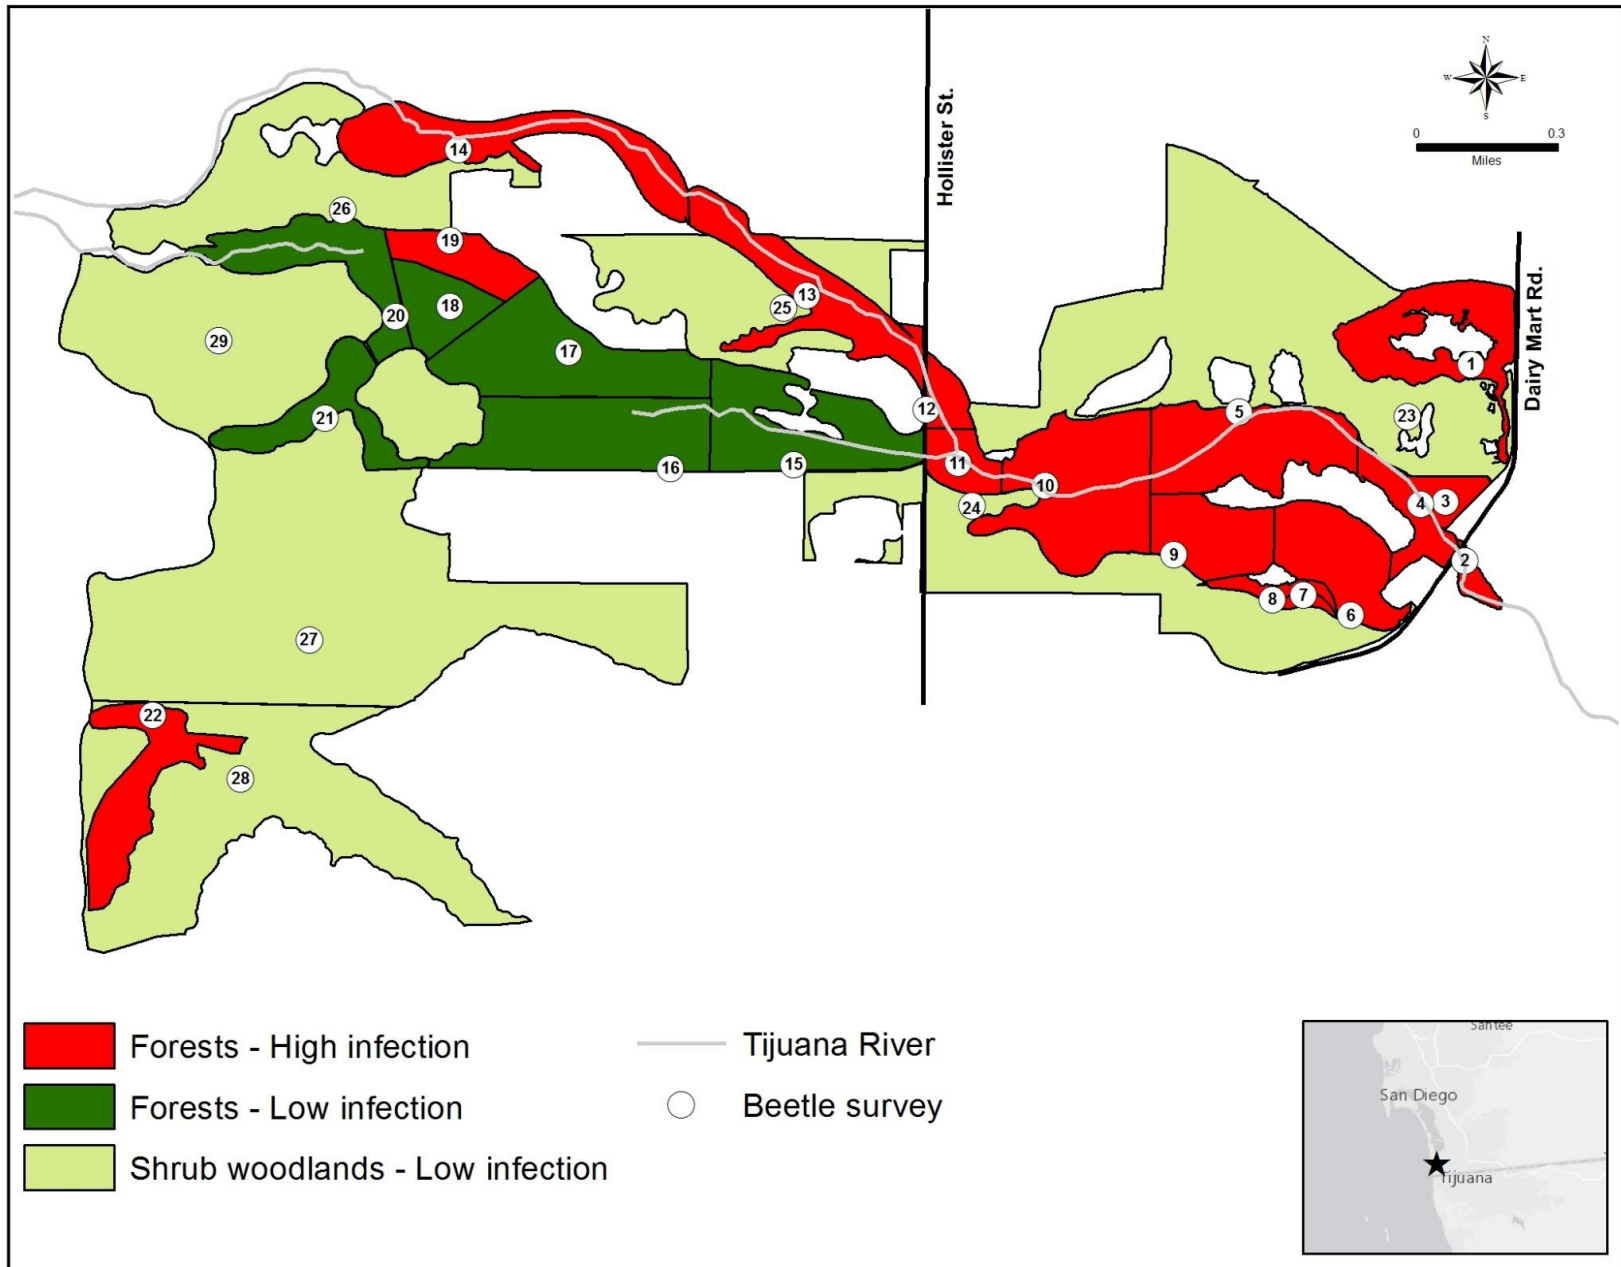 N
W E
S
0 0.3
Miles
Hollister St.
Dairy Mart Rd.
14
26
19
18
20
29
17
21
25
13
12
16
15
11
24
10
5
1
23
4
3
2
9
8
7
6
27
22
28
Forests - High infection
Forests - Low infection
Shrub woodlands - Low infection
Tijuana River
Beetle survey
Santee
San Diego
Tijuana